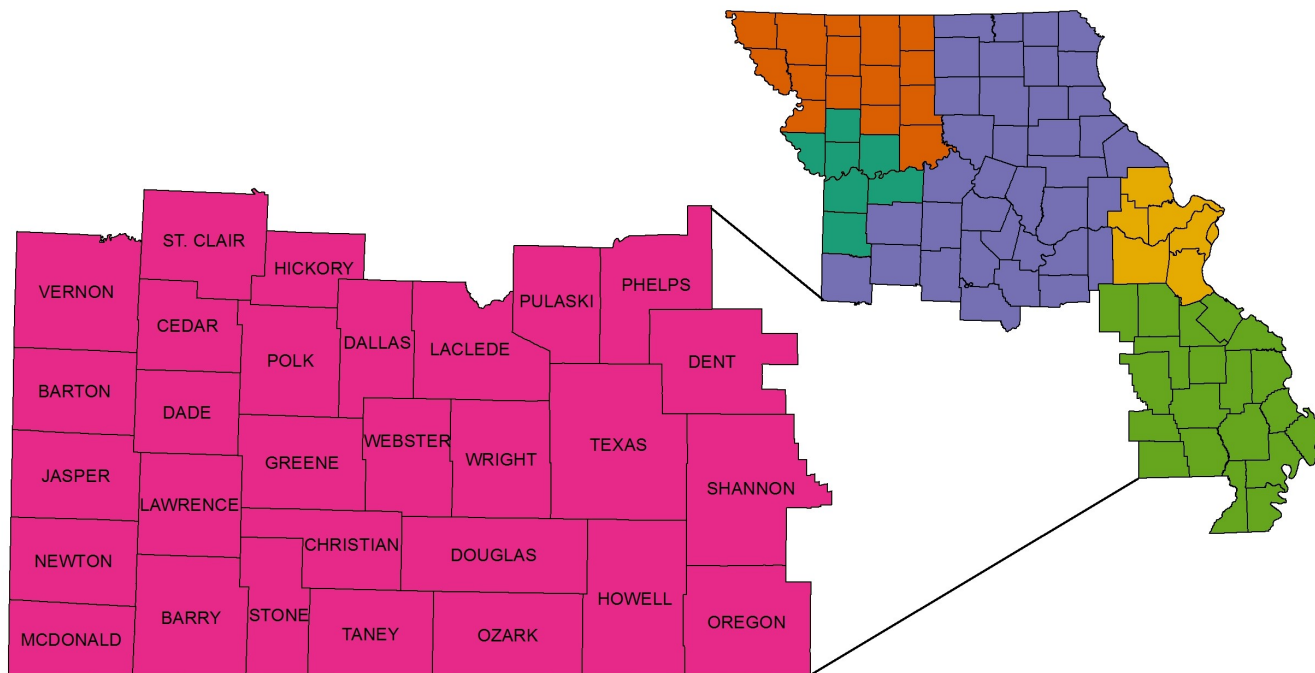 ST. CLAIR
HICKORY
VERNON
PULASKI
PHELPS
CEDAR
DALLAS
LACLEDE
POLK
DENT
BARTON
DADE
WEBSTER
TEXAS
GREENE
WRIGHT
JASPER
SHANNON
LAWRENCE
CHRISTIAN
DOUGLAS
NEWTON
HOWELL
BARRY
STONE
OREGON
MCDONALD
TANEY
OZARK